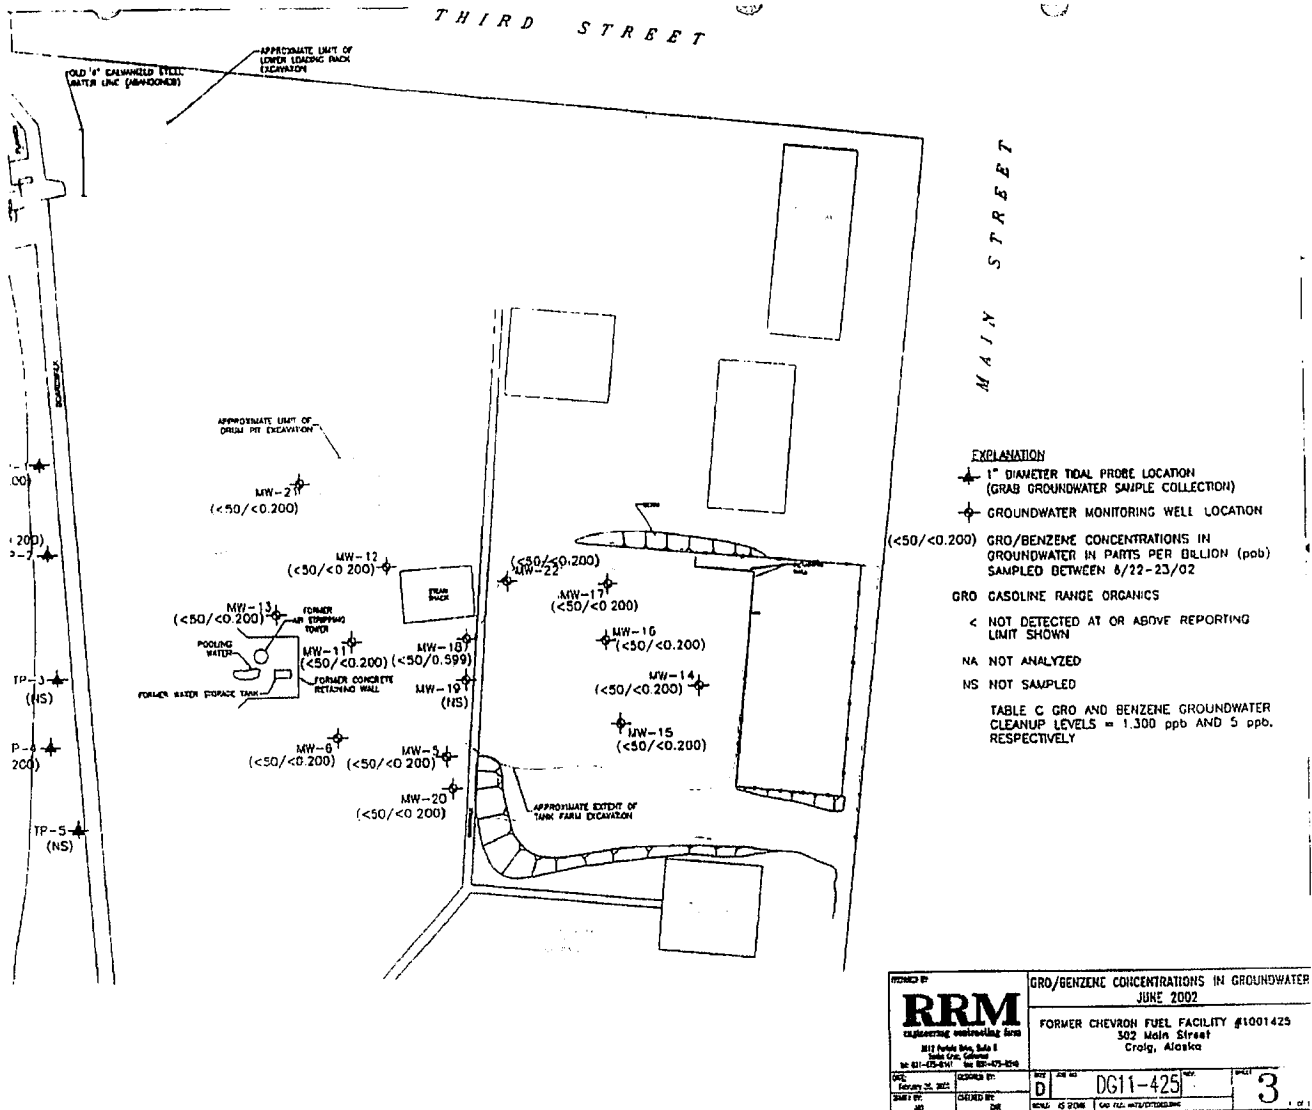 THIRD STREET
APPROXIMATE LIMIT OF
LOWER LOADING RACK
EXCAVATION
OLD "4" GALVANIZED STEEL
WATER LINE (ABANDONED)
MAIN STREET
BOARDWALK
APPROXIMATE LIMIT OF
DRUM PIT EXCAVATION
MW-21
(<50/<0.200)
MW-12
(<50/<0.200)
MW-13
(<50/<0.200)
FORMER
AIR STRIPPING
TOWER
POOLING
WATER
MW-11
(<50/<0.200)
FORMER CONCRETE
RETAINING WALL
FORMER WATER STORAGE TANK
MW-18
(<50/0.599)
MW-19
(NS)
(<50/<0.200)
MW-22
MW-17
(<50/<0.200)
MW-16
(<50/<0.200)
MW-14
(<50/<0.200)
MW-15
(<50/<0.200)
MW-6
(<50/<0.200)
MW-5
(<50/<0.200)
MW-20
(<50/<0.200)
APPROXIMATE EXTENT OF
TANK FARM EXCAVATION
200)
TP-3
(NS)
P-4
200)
TP-5
(NS)
EXPLANATION
1" DIAMETER TIDAL PROBE LOCATION
(GRAB GROUNDWATER SAMPLE COLLECTION)
GROUNDWATER MONITORING WELL LOCATION
(<50/<0.200) GRO/BENZENE CONCENTRATIONS IN
GROUNDWATER IN PARTS PER BILLION (ppb)
SAMPLED BETWEEN 6/22-23/02
GRO GASOLINE RANGE ORGANICS
< NOT DETECTED AT OR ABOVE REPORTING
LIMIT SHOWN
NA NOT ANALYZED
NS NOT SAMPLED
TABLE C GRO AND BENZENE GROUNDWATER
CLEANUP LEVELS = 1,300 ppb AND 5 ppb,
RESPECTIVELY
PREPARED BY
RRM
engineering contracting firm
GRO/BENZENE CONCENTRATIONS IN GROUNDWATER
JUNE 2002
FORMER CHEVRON FUEL FACILITY #1001425
302 Main Street
Craig, Alaska
D
DG11-425
SHEET
3